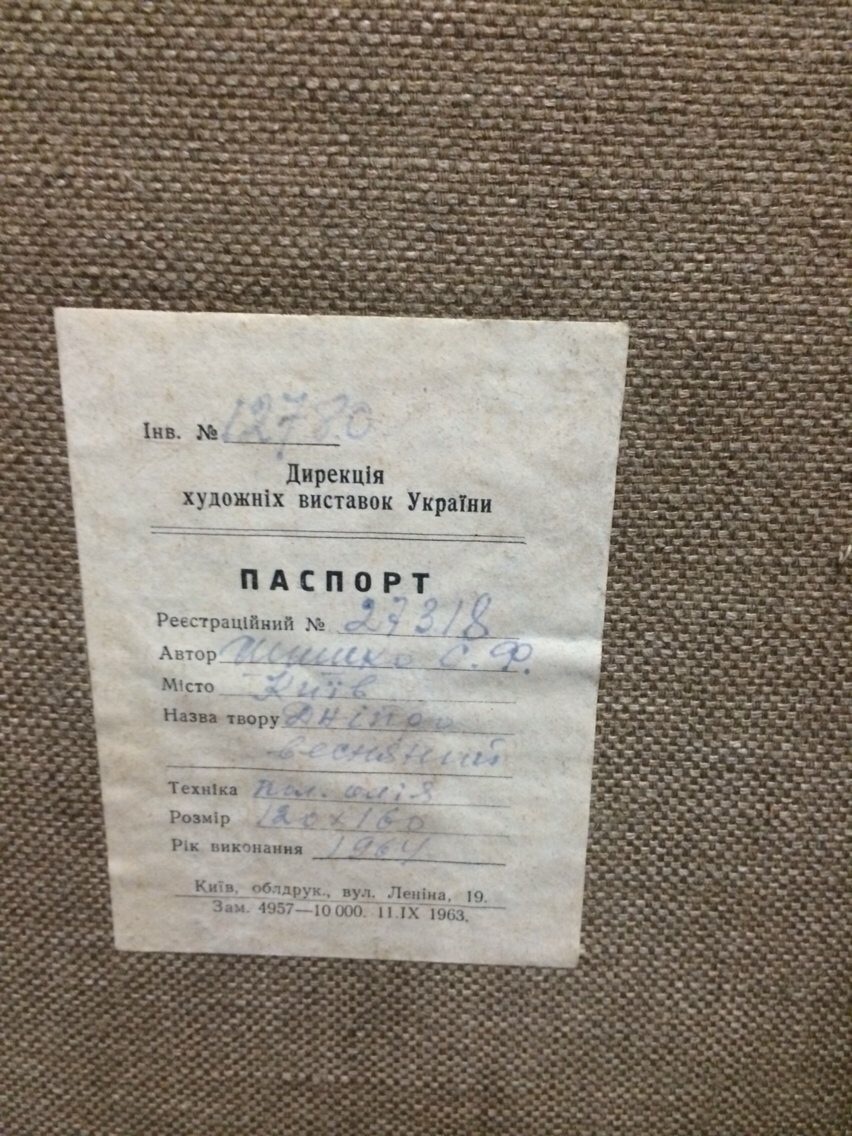 Інв. № 12780
Дирекція
художніх виставок України
ПАСПОРТ
Реєстраційний № 27318
Автор Шишко С. Ф.
Місто Київ
Назва твору Дніпро
весняний
Техніка пол. олія
Розмір 120х160
Рік виконання 1964
Київ, облдрук., вул. Леніна, 19.
Зам. 4957—10 000. 11.IX 1963.